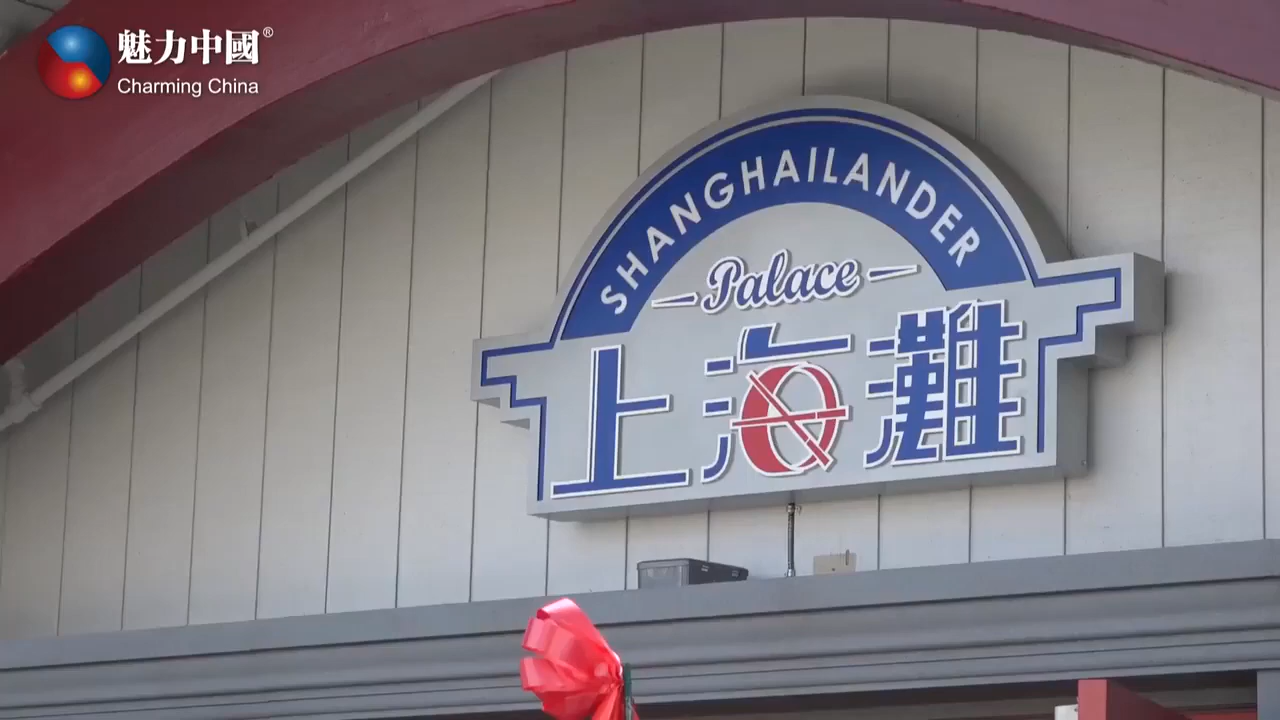 魅力中國®
Charming China
SHANGHAILANDER
Palace
上海灘